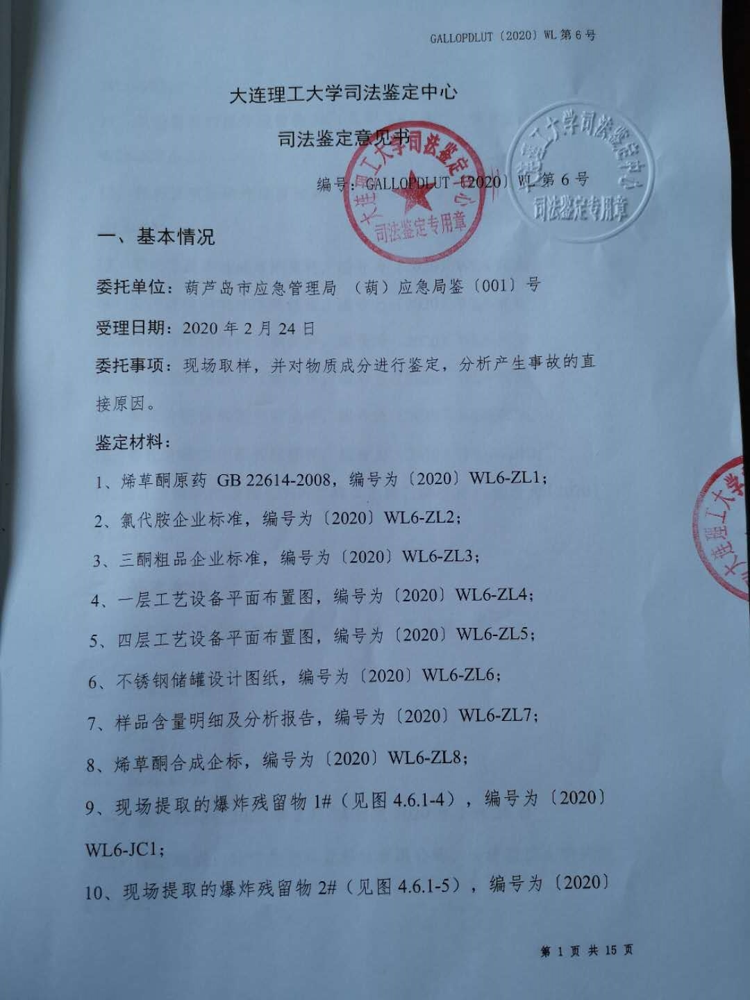 GALLOPDLUT〔2020〕WL 第 6 号
大连理工大学司法鉴定中心
司法鉴定意见书
编号：GALLOPDLUT〔2020〕WL 第 6 号
大连理工大学司法鉴定中心
司法鉴定专用章
大连理工大学司法鉴定中心
司法鉴定专用章
一、基本情况
委托单位：葫芦岛市应急管理局 （葫）应急局鉴〔001〕号
受理日期：2020 年 2 月 24 日
委托事项：现场取样，并对物质成分进行鉴定，分析产生事故的直
接原因。
鉴定材料：
1、烯草酮原药 GB 22614-2008，编号为〔2020〕WL6-ZL1；
2、氯代胺企业标准，编号为〔2020〕WL6-ZL2；
3、三酮粗品企业标准，编号为〔2020〕WL6-ZL3；
4、一层工艺设备平面布置图，编号为〔2020〕WL6-ZL4；
5、四层工艺设备平面布置图，编号为〔2020〕WL6-ZL5；
6、不锈钢储罐设计图纸，编号为〔2020〕WL6-ZL6；
7、样品含量明细及分析报告，编号为〔2020〕WL6-ZL7；
8、烯草酮合成企标，编号为〔2020〕WL6-ZL8；
9、现场提取的爆炸残留物 1#（见图 4.6.1-4），编号为〔2020〕
WL6-JC1；
10、现场提取的爆炸残留物 2#（见图 4.6.1-5），编号为〔2020〕
大连理工大学
第 1 页 共 15 页